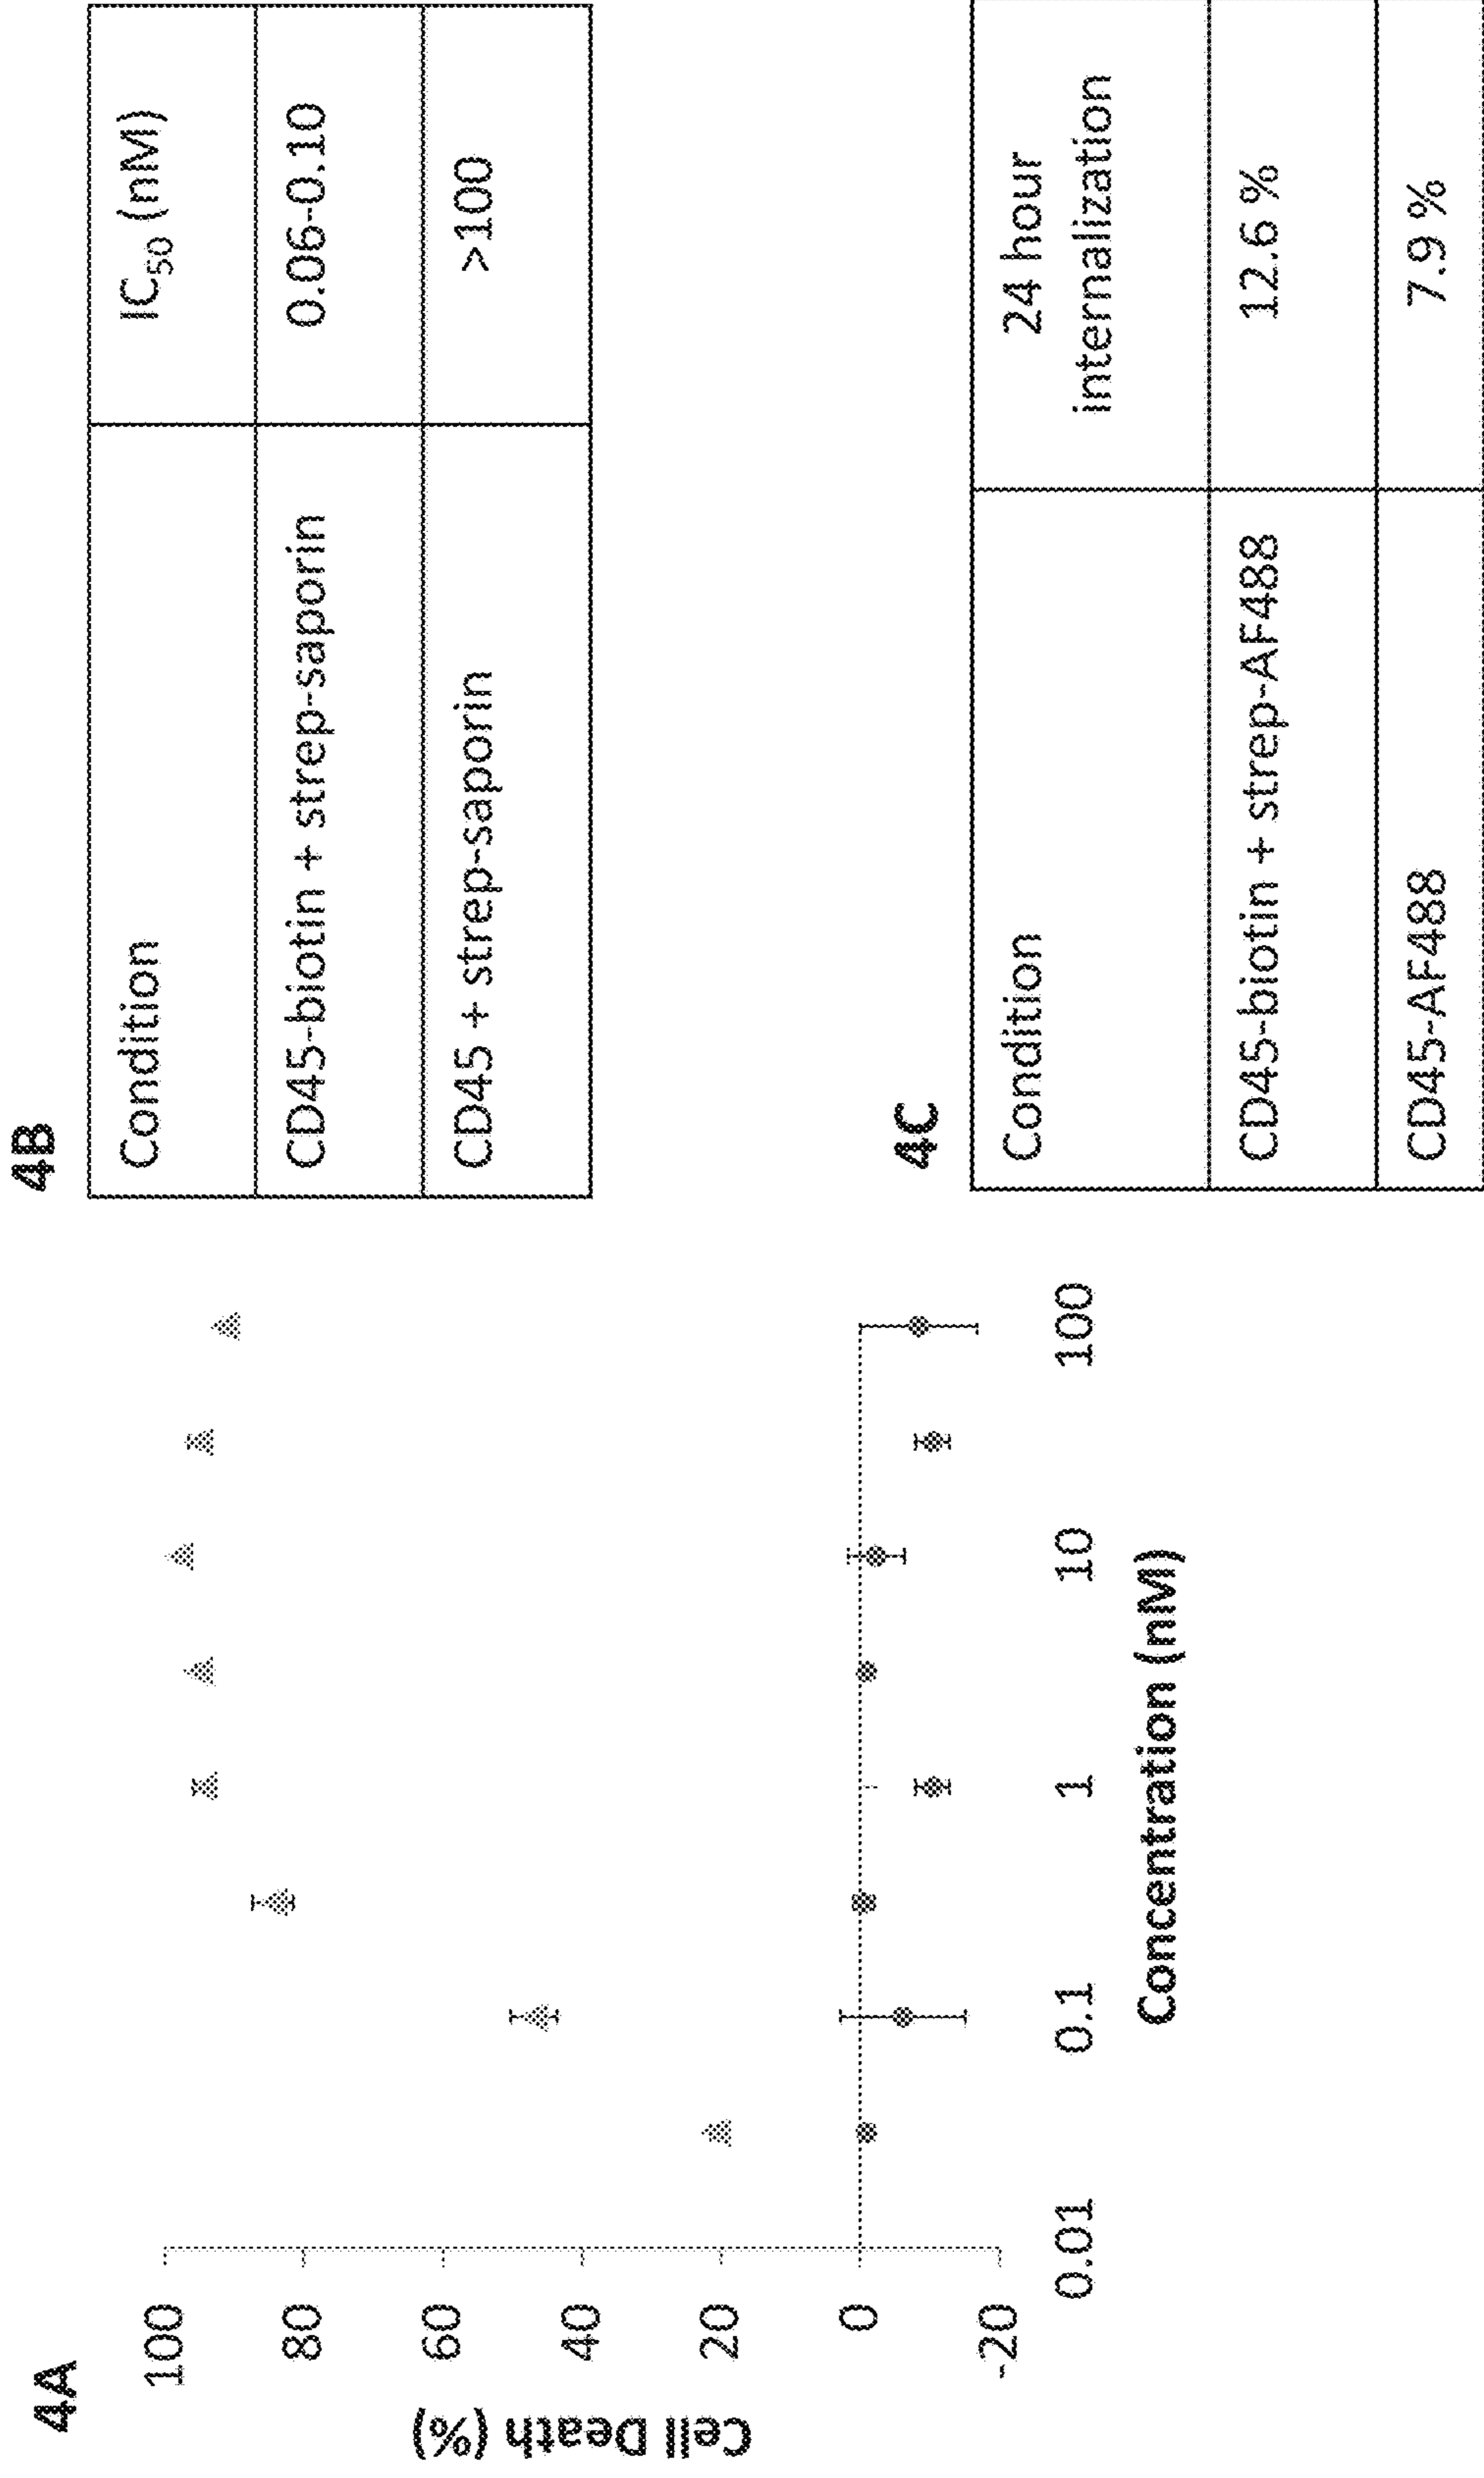 4A
Cell Death (%)
100
80
60
40
20
0
-20
0.01
0.1
1
10
100
Concentration (nM)
4B
Condition
IC50 (nM)
CD45-biotin + strep-saporin
0.06-0.10
CD45 + strep-saporin
>100
4C
Condition
24 hour
internalization
CD45-biotin + strep-AF488
12.6 %
CD45-AF488
7.9 %